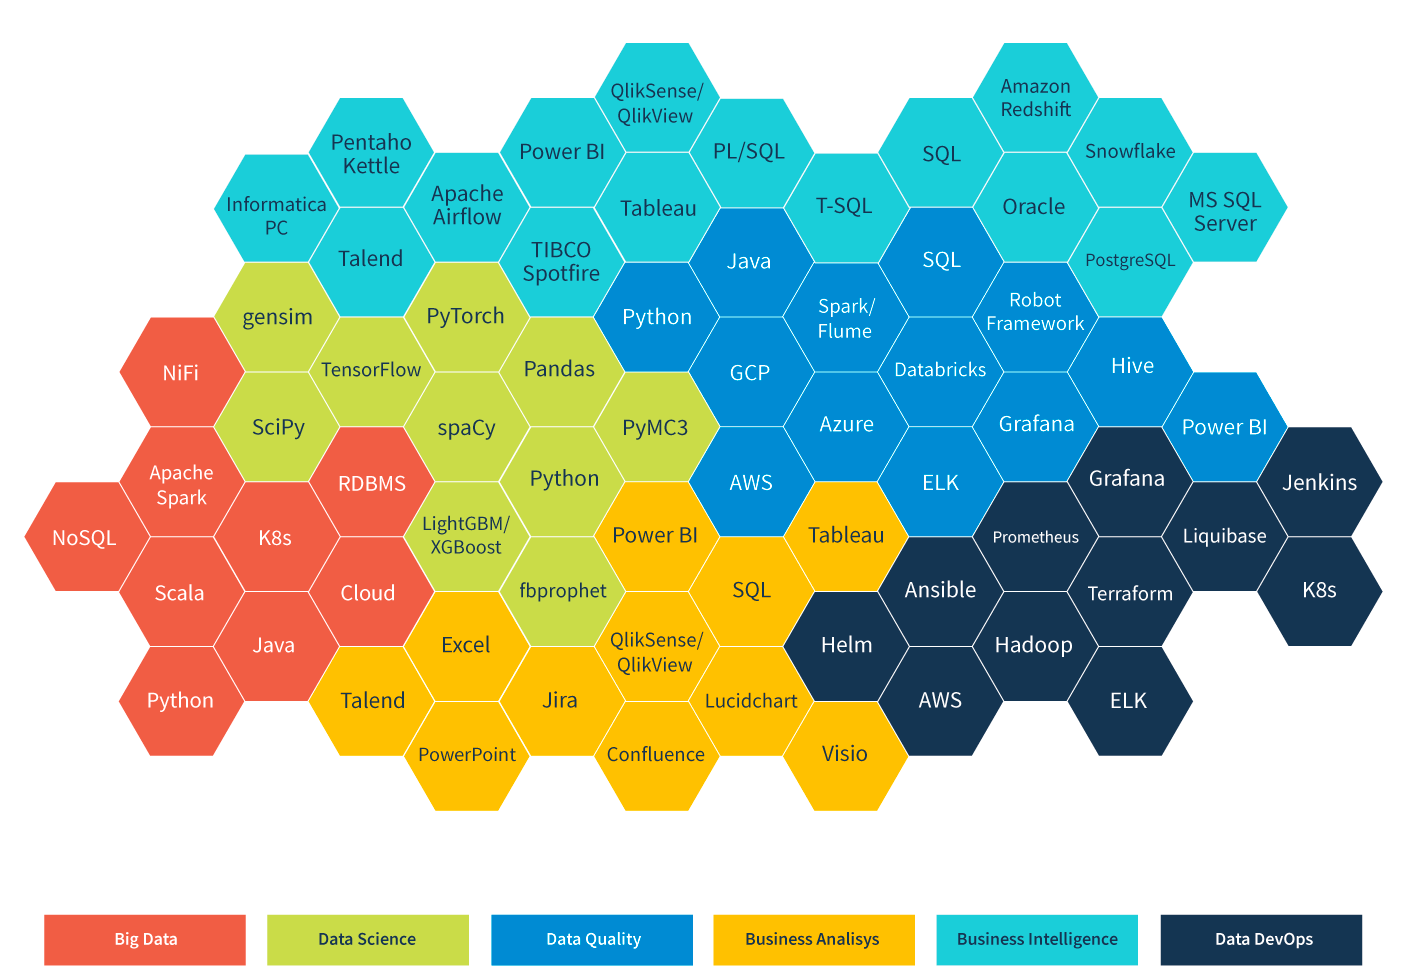 QlikSense/
QlikView
Amazon
Redshift
Pentaho
Kettle
Power BI
PL/SQL
SQL
Snowflake
Informatica
PC
Apache
Airflow
Tableau
T-SQL
Oracle
MS SQL
Server
Talend
TIBCO
Spotfire
Java
SQL
PostgreSQL
gensim
PyTorch
Python
Spark/
Flume
Robot
Framework
NiFi
TensorFlow
Pandas
GCP
Databricks
Hive
SciPy
spaCy
PyMC3
Azure
Grafana
Power BI
Apache
Spark
RDBMS
Python
AWS
ELK
Grafana
Jenkins
NoSQL
K8s
LightGBM/
XGBoost
Power BI
Tableau
Prometheus
Liquibase
Scala
Cloud
fbprophet
SQL
Ansible
Terraform
K8s
Java
Excel
QlikSense/
QlikView
Helm
Hadoop
Python
Talend
Jira
Lucidchart
AWS
ELK
PowerPoint
Confluence
Visio
Big Data
Data Science
Data Quality
Business Analisys
Business Intelligence
Data DevOps